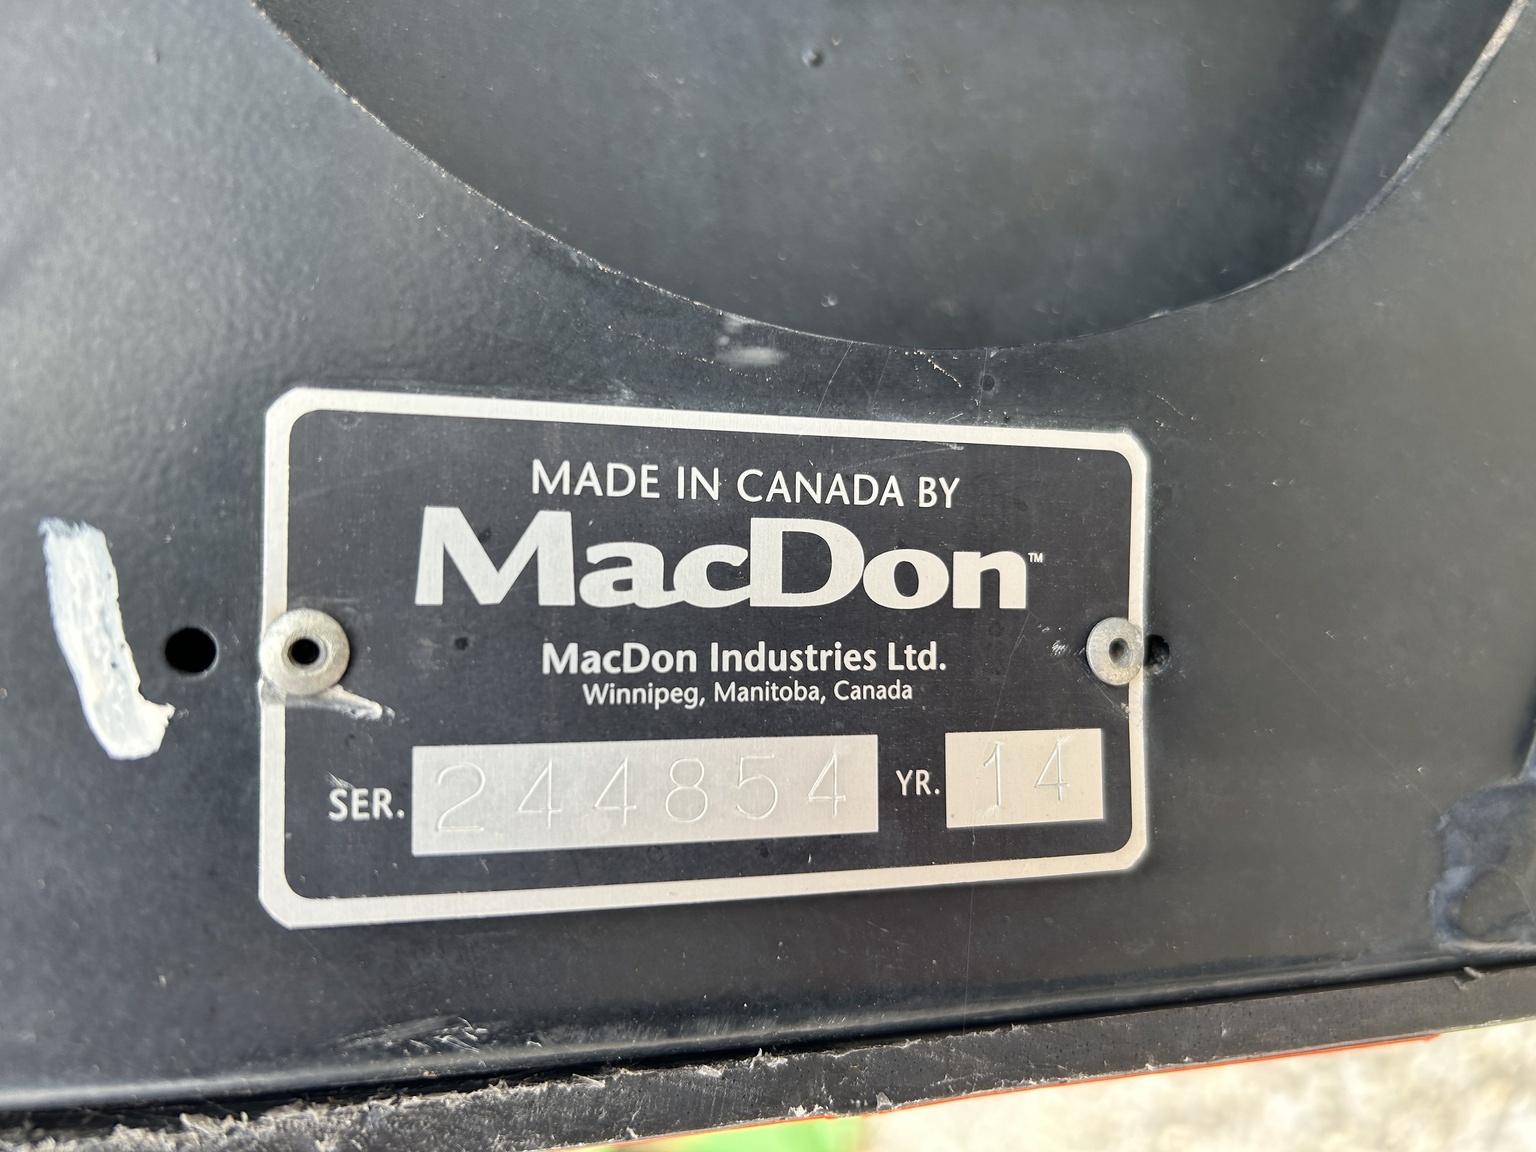 MADE IN CANADA BY
MacDon™
MacDon Industries Ltd.
Winnipeg, Manitoba, Canada
SER. 244854 YR. 14